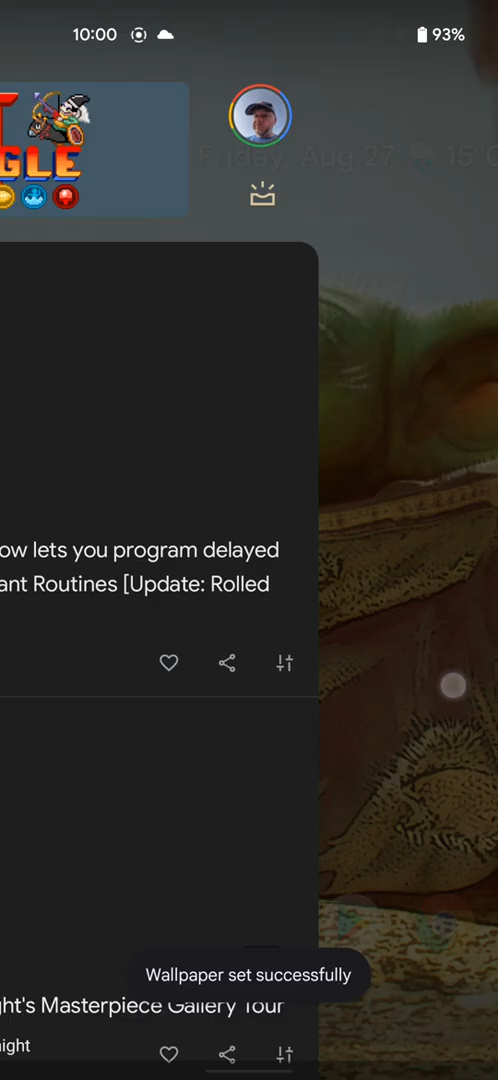 10:00
93%
GLE
Friday, Aug 27
15°C
ow lets you program delayed
ant Routines [Update: Rolled
Wallpaper set successfully
ght's Masterpiece Gallery Tour
night